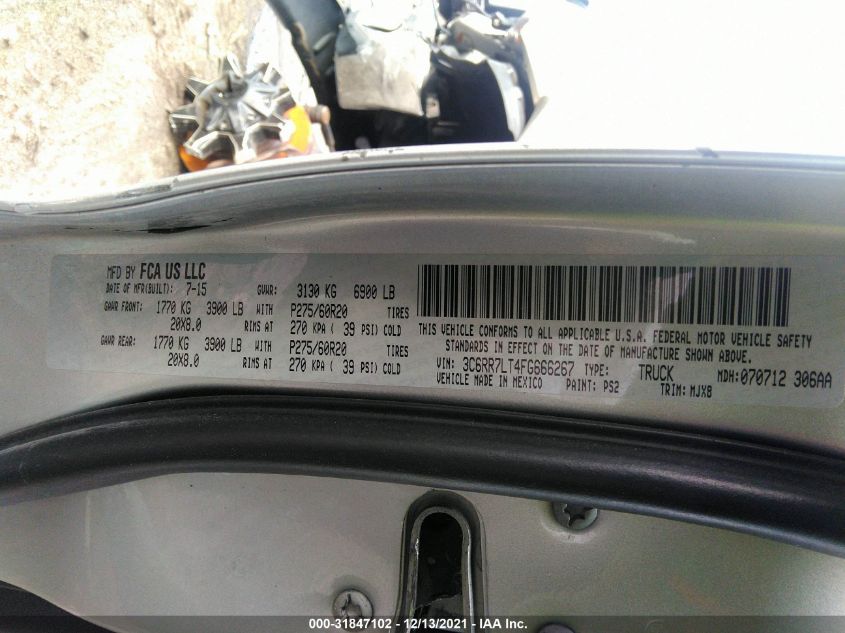 MFD BY FCA US LLC
DATE OF MFR(BUILT): 7-15 GVWR: 3130 KG 6900 LB
GAWR FRONT: 1770 KG 3900 LB WITH P275/60R20 TIRES
20X8.0 RIMS AT 270 KPA ( 39 PSI) COLD
GAWR REAR: 1770 KG 3900 LB WITH P275/60R20 TIRES
20X8.0 RIMS AT 270 KPA ( 39 PSI) COLD
THIS VEHICLE CONFORMS TO ALL APPLICABLE U.S.A. FEDERAL MOTOR VEHICLE SAFETY
STANDARDS IN EFFECT ON THE DATE OF MANUFACTURE SHOWN ABOVE.
VIN: 3C6RR7LT4FG666267 TYPE: TRUCK MDH: 070712 306AA
VEHICLE MADE IN MEXICO PAINT: PS2 TRIM: MJX8
000-31847102 - 12/13/2021 - IAA Inc.